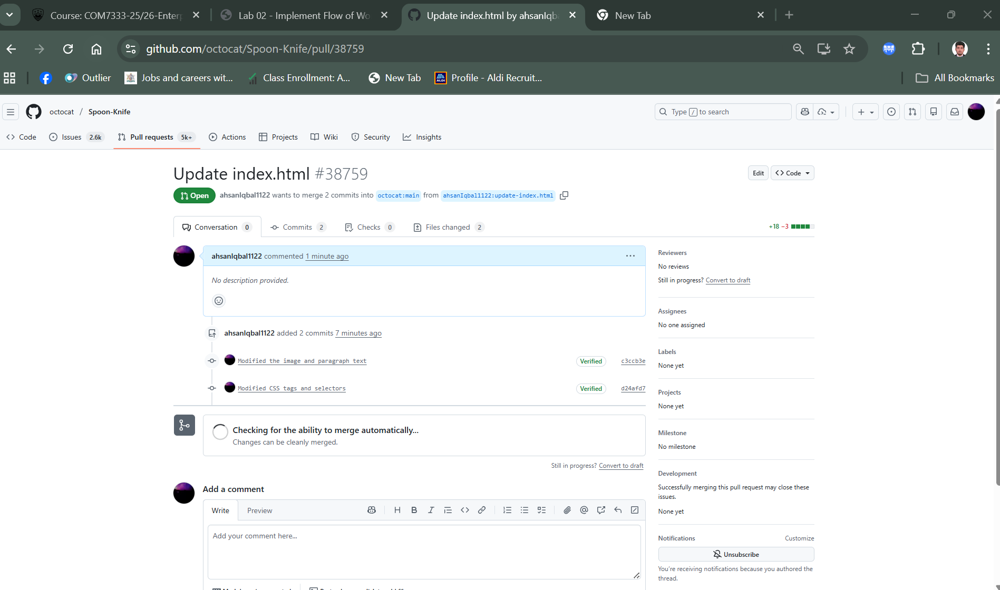 Course: COM7333-25/26-Enterp
Lab 02 - Implement Flow of Wo
Update index.html by ahsanIqba
New Tab
github.com/octocat/Spoon-Knife/pull/38759
Outlier
Jobs and careers wit...
Class Enrollment: A...
New Tab
ALDI
Profile - Aldi Recruit...
All Bookmarks
octocat / Spoon-Knife
Type / to search
Code
Issues 2.6k
Pull requests 5k+
Actions
Projects
Wiki
Security
Insights
Update index.html #38759
Edit
Code
Open ahsanIqbal1122 wants to merge 2 commits into octocat:main from ahsanIqbal1122:update-index.html
Conversation 0
Commits 2
Checks 0
Files changed 2
+18 −3
ahsanIqbal1122 commented 1 minute ago
No description provided.
ahsanIqbal1122 added 2 commits 7 minutes ago
Modified the image and paragraph text Verified c3ccb3e
Modified CSS tags and selectors Verified d24afd7
Checking for the ability to merge automatically...
Changes can be cleanly merged.
Still in progress? Convert to draft
Add a comment
Write Preview
Add your comment here...
Reviewers
No reviews
Still in progress? Convert to draft
Assignees
No one assigned
Labels
None yet
Projects
None yet
Milestone
No milestone
Development
Successfully merging this pull request may close these
issues.
None yet
Notifications Customize
Unsubscribe
You're receiving notifications because you authored the
thread.